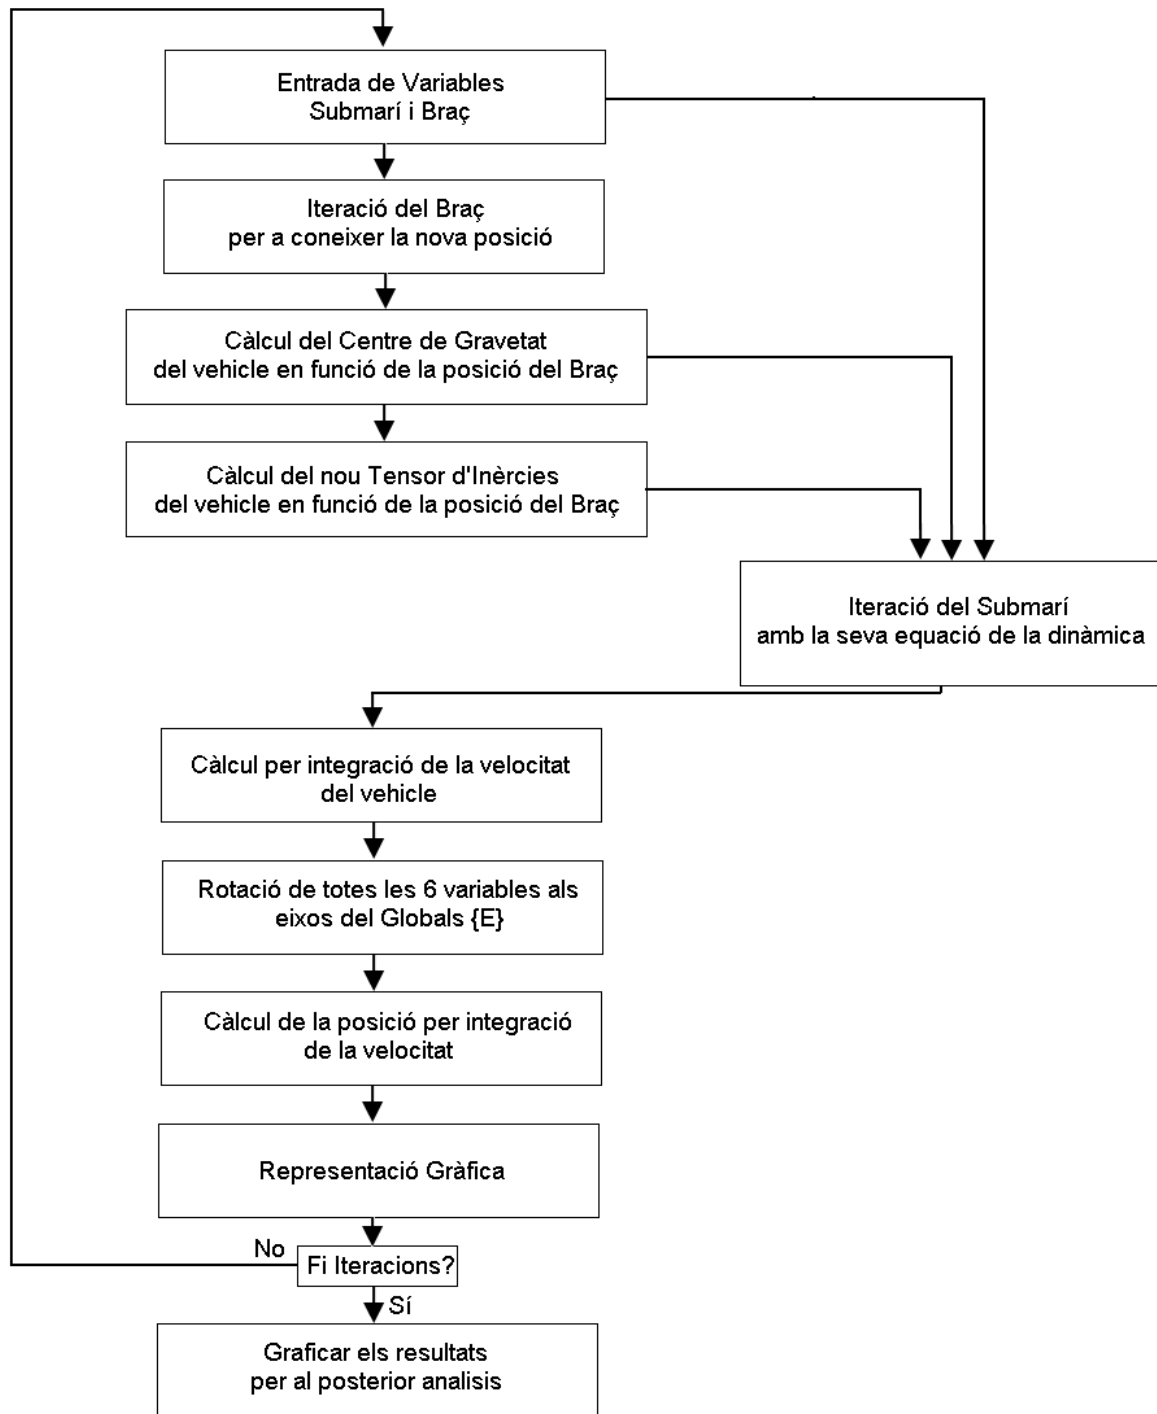 Entrada de Variables
Submarí i Braç
Iteració del Braç
per a coneixer la nova posició
Càlcul del Centre de Gravetat
del vehicle en funció de la posició del Braç
Càlcul del nou Tensor d'Inèrcies
del vehicle en funció de la posició del Braç
Iteració del Submarí
amb la seva equació de la dinàmica
Càlcul per integració de la velocitat
del vehicle
Rotació de totes les 6 variables als
eixos del Globals {E}
Càlcul de la posició per integració
de la velocitat
Representació Gràfica
No
Fi Iteracions?
Sí
Graficar els resultats
per al posterior analisis